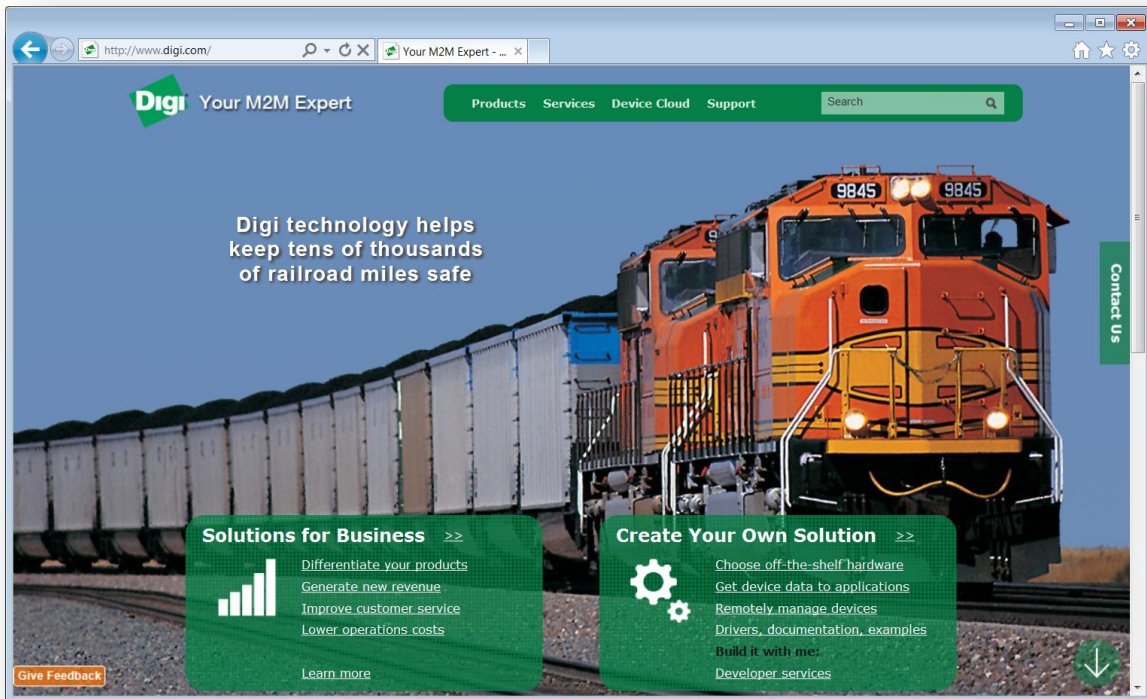 http://www.digi.com/
Your M2M Expert - ...
Digi Your M2M Expert
Products Services Device Cloud Support
Search
9845 9845
Digi technology helps
keep tens of thousands
of railroad miles safe
Contact Us
Solutions for Business >>
Differentiate your products
Generate new revenue
Improve customer service
Lower operations costs
Learn more
Create Your Own Solution >>
Choose off-the-shelf hardware
Get device data to applications
Remotely manage devices
Drivers, documentation, examples
Build it with me:
Developer services
Give Feedback